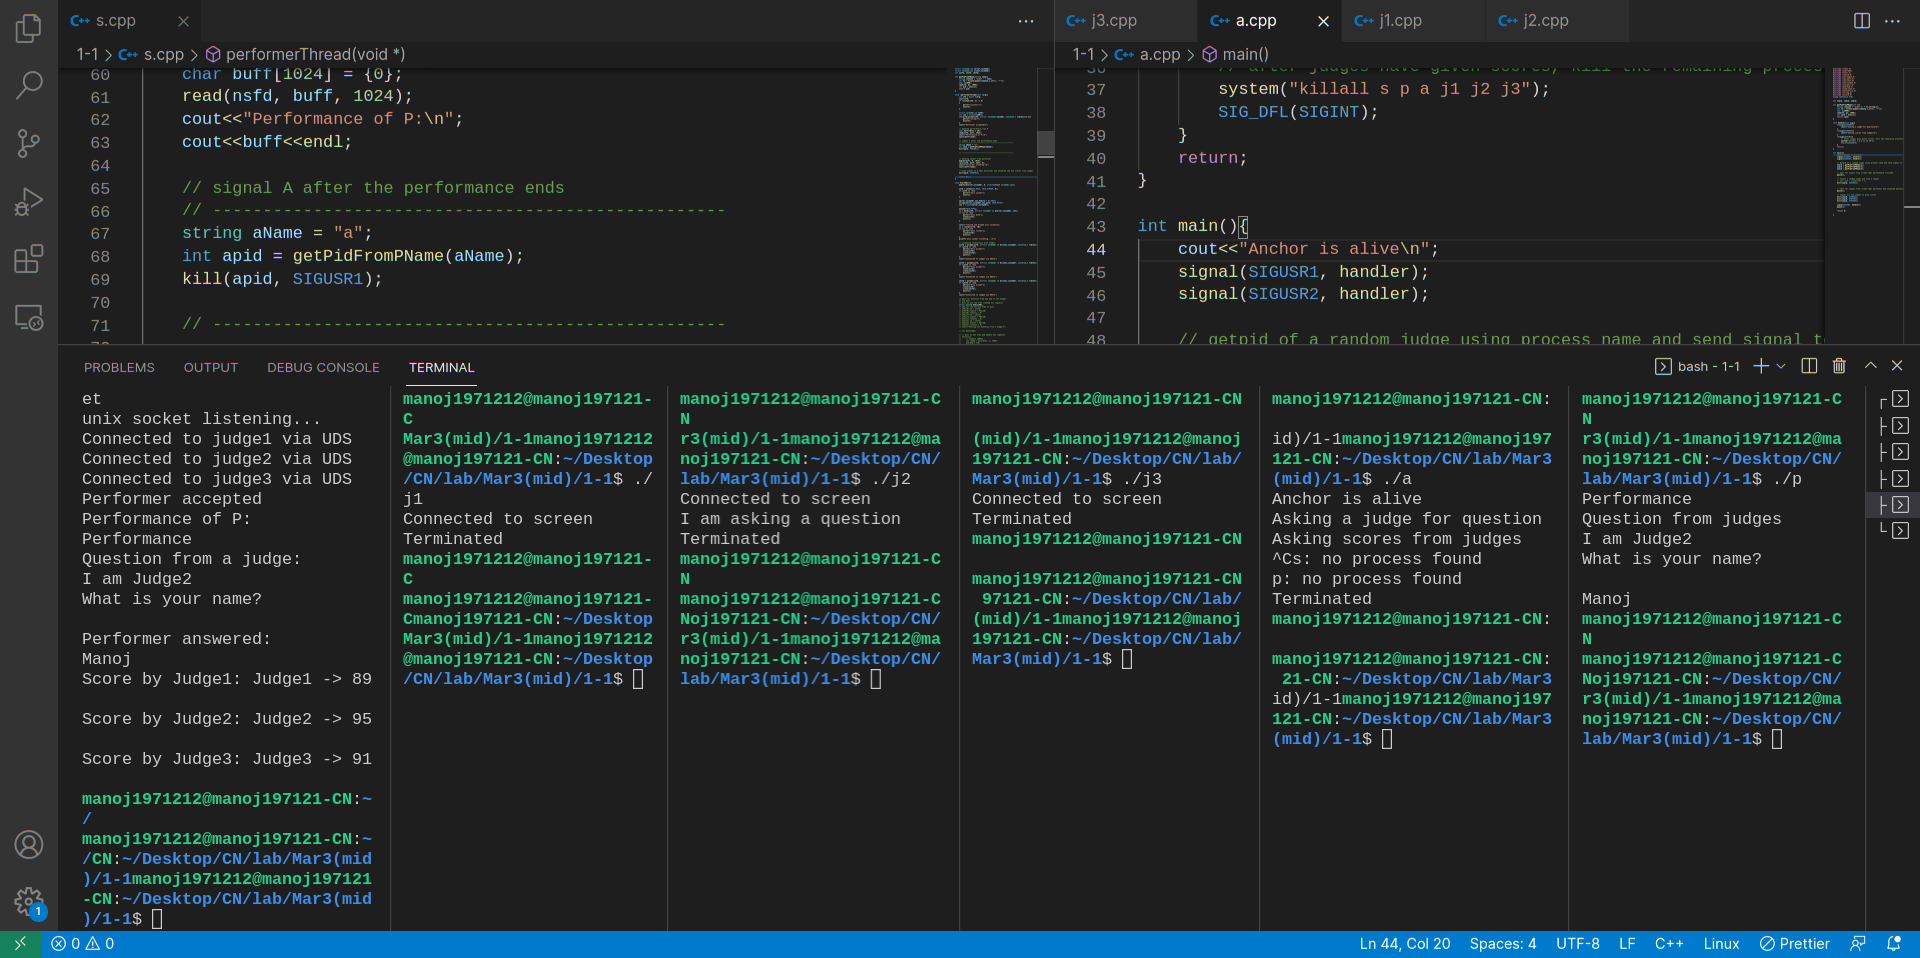 s.cpp
1-1 > s.cpp > performerThread(void *)
60 char buff[1024] = {0};
61 read(nsfd, buff, 1024);
62 cout<<"Performance of P:\n";
63 cout<<buff<<endl;
64
65 // signal A after the performance ends
66 // ---------------------------------------------------
67 string aName = "a";
68 int apid = getPidFromPName(aName);
69 kill(apid, SIGUSR1);
70
71 // ---------------------------------------------------
j3.cpp a.cpp j1.cpp j2.cpp
1-1 > a.cpp > main()
36 // after judges have given scores, kill the remaining proces
37 system("killall s p a j1 j2 j3");
38 SIG_DFL(SIGINT);
39 }
40 return;
41 }
42
43 int main(){
44 cout<<"Anchor is alive\n";
45 signal(SIGUSR1, handler);
46 signal(SIGUSR2, handler);
47
48 // getpid of a random judge using process name and send signal t
PROBLEMS OUTPUT DEBUG CONSOLE TERMINAL
bash - 1-1
et
unix socket listening...
Connected to judge1 via UDS
Connected to judge2 via UDS
Connected to judge3 via UDS
Performer accepted
Performance of P:
Performance
Question from a judge:
I am Judge2
What is your name?
Performer answered:
Manoj
Score by Judge1: Judge1 -> 89
Score by Judge2: Judge2 -> 95
Score by Judge3: Judge3 -> 91
manoj1971212@manoj197121-CN:~
/
manoj1971212@manoj197121-CN:~
/CN:~/Desktop/CN/lab/Mar3(mid
)/1-1manoj1971212@manoj197121
-CN:~/Desktop/CN/lab/Mar3(mid
)/1-1$
manoj1971212@manoj197121-
C
Mar3(mid)/1-1manoj1971212
@manoj197121-CN:~/Desktop
/CN/lab/Mar3(mid)/1-1$ ./
j1
Connected to screen
Terminated
manoj1971212@manoj197121-
C
manoj1971212@manoj197121-
Cmanoj197121-CN:~/Desktop
Mar3(mid)/1-1manoj1971212
@manoj197121-CN:~/Desktop
/CN/lab/Mar3(mid)/1-1$
manoj1971212@manoj197121-C
N
r3(mid)/1-1manoj1971212@ma
noj197121-CN:~/Desktop/CN/
lab/Mar3(mid)/1-1$ ./j2
Connected to screen
I am asking a question
Terminated
manoj1971212@manoj197121-C
N
manoj1971212@manoj197121-C
Noj197121-CN:~/Desktop/CN/
r3(mid)/1-1manoj1971212@ma
noj197121-CN:~/Desktop/CN/
lab/Mar3(mid)/1-1$
manoj1971212@manoj197121-CN
(mid)/1-1manoj1971212@manoj
197121-CN:~/Desktop/CN/lab/
Mar3(mid)/1-1$ ./j3
Connected to screen
Terminated
manoj1971212@manoj197121-CN
manoj1971212@manoj197121-CN
97121-CN:~/Desktop/CN/lab/
(mid)/1-1manoj1971212@manoj
197121-CN:~/Desktop/CN/lab/
Mar3(mid)/1-1$
manoj1971212@manoj197121-CN:
id)/1-1manoj1971212@manoj197
121-CN:~/Desktop/CN/lab/Mar3
(mid)/1-1$ ./a
Anchor is alive
Asking a judge for question
Asking scores from judges
^Cs: no process found
p: no process found
Terminated
manoj1971212@manoj197121-CN:
manoj1971212@manoj197121-CN:
21-CN:~/Desktop/CN/lab/Mar3
id)/1-1manoj1971212@manoj197
121-CN:~/Desktop/CN/lab/Mar3
(mid)/1-1$
manoj1971212@manoj197121-C
N
r3(mid)/1-1manoj1971212@ma
noj197121-CN:~/Desktop/CN/
lab/Mar3(mid)/1-1$ ./p
Performance
Question from judges
I am Judge2
What is your name?
Manoj
manoj1971212@manoj197121-C
N
manoj1971212@manoj197121-C
Noj197121-CN:~/Desktop/CN/
r3(mid)/1-1manoj1971212@ma
noj197121-CN:~/Desktop/CN/
lab/Mar3(mid)/1-1$
1
0 0
Ln 44, Col 20 Spaces: 4 UTF-8 LF C++ Linux Prettier